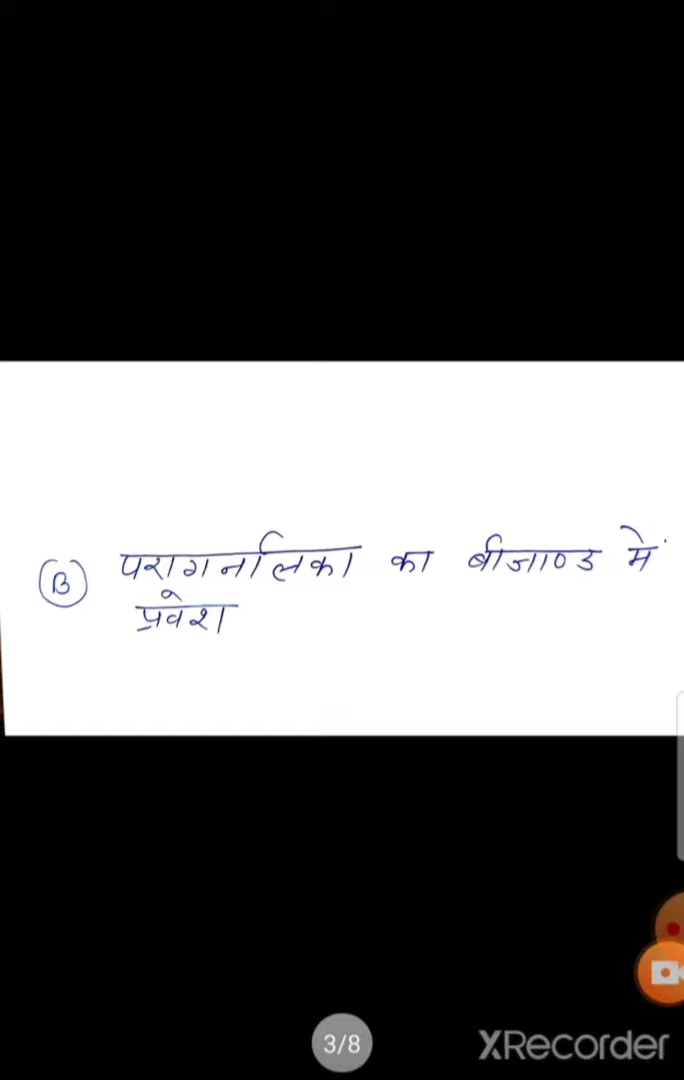 (B) परागनलिका का बीजाण्ड में
प्रवेश
3/8
XRecorder